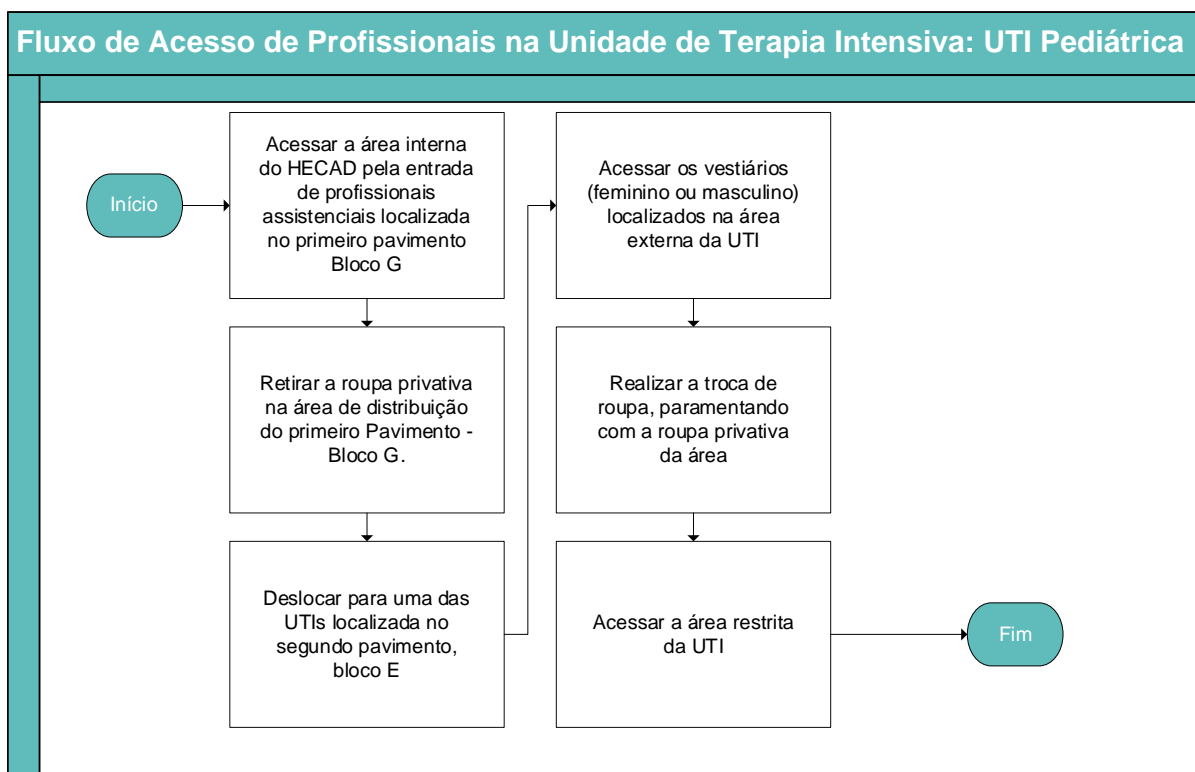 Fluxo de Acesso de Profissionais na Unidade de Terapia Intensiva: UTI Pediátrica
Início
Acessar a área interna
do HECAD pela entrada
de profissionais
assistenciais localizada
no primeiro pavimento
Bloco G
Retirar a roupa privativa
na área de distribuição
do primeiro Pavimento -
Bloco G.
Deslocar para uma das
UTIs localizada no
segundo pavimento,
bloco E
Acessar os vestiários
(feminino ou masculino)
localizados na área
externa da UTI
Realizar a troca de
roupa, paramentando
com a roupa privativa
da área
Acessar a área restrita
da UTI
Fim